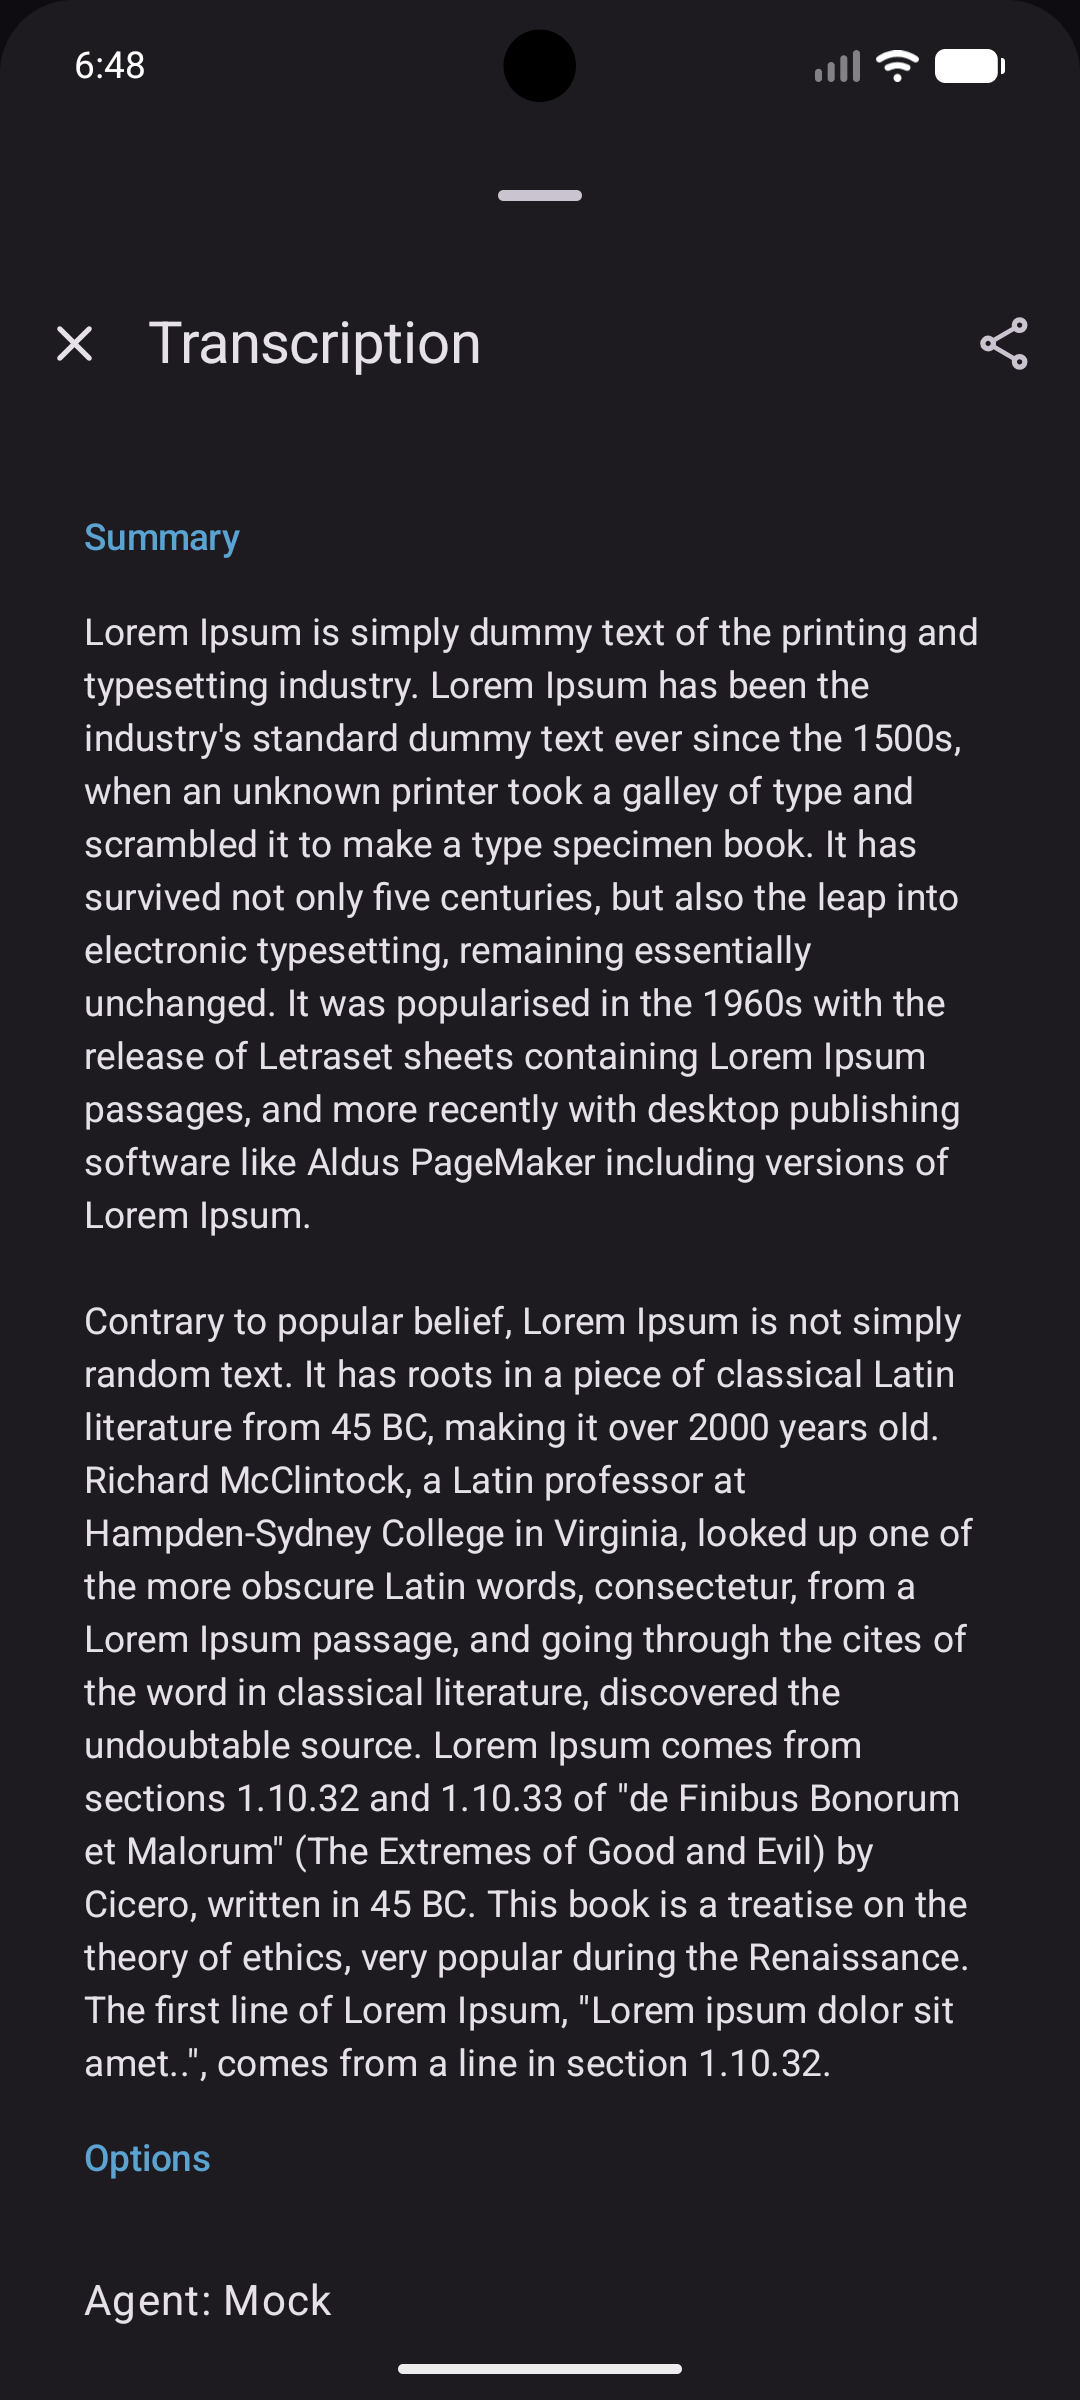 6:48
Transcription
Summary
Lorem Ipsum is simply dummy text of the printing and
typesetting industry. Lorem Ipsum has been the
industry's standard dummy text ever since the 1500s,
when an unknown printer took a galley of type and
scrambled it to make a type specimen book. It has
survived not only five centuries, but also the leap into
electronic typesetting, remaining essentially
unchanged. It was popularised in the 1960s with the
release of Letraset sheets containing Lorem Ipsum
passages, and more recently with desktop publishing
software like Aldus PageMaker including versions of
Lorem Ipsum.
Contrary to popular belief, Lorem Ipsum is not simply
random text. It has roots in a piece of classical Latin
literature from 45 BC, making it over 2000 years old.
Richard McClintock, a Latin professor at
Hampden-Sydney College in Virginia, looked up one of
the more obscure Latin words, consectetur, from a
Lorem Ipsum passage, and going through the cites of
the word in classical literature, discovered the
undoubtable source. Lorem Ipsum comes from
sections 1.10.32 and 1.10.33 of "de Finibus Bonorum
et Malorum" (The Extremes of Good and Evil) by
Cicero, written in 45 BC. This book is a treatise on the
theory of ethics, very popular during the Renaissance.
The first line of Lorem Ipsum, "Lorem ipsum dolor sit
amet..", comes from a line in section 1.10.32.
Options
Agent: Mock